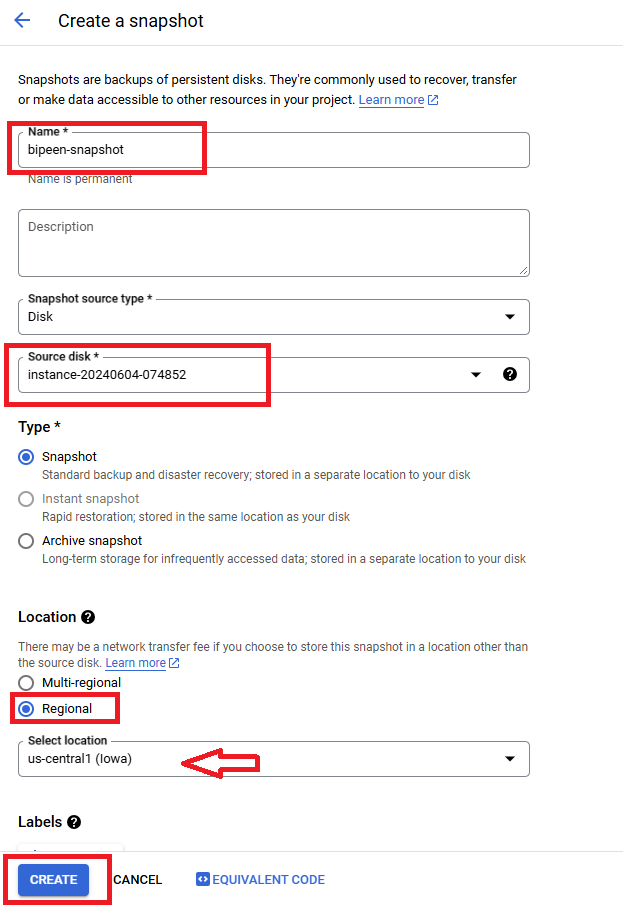 Create a snapshot
Snapshots are backups of persistent disks. They're commonly used to recover, transfer
or make data accessible to other resources in your project. Learn more
Name *
bipeen-snapshot
Name is permanent
Description
Snapshot source type *
Disk
Source disk *
instance-20240604-074852
Type *
Snapshot
Standard backup and disaster recovery; stored in a separate location to your disk
Instant snapshot
Rapid restoration; stored in the same location as your disk
Archive snapshot
Long-term storage for infrequently accessed data; stored in a separate location to your disk
Location
There may be a network transfer fee if you choose to store this snapshot in a location other than
the source disk. Learn more
Multi-regional
Regional
Select location
us-central1 (Iowa)
Labels
CREATE CANCEL EQUIVALENT CODE